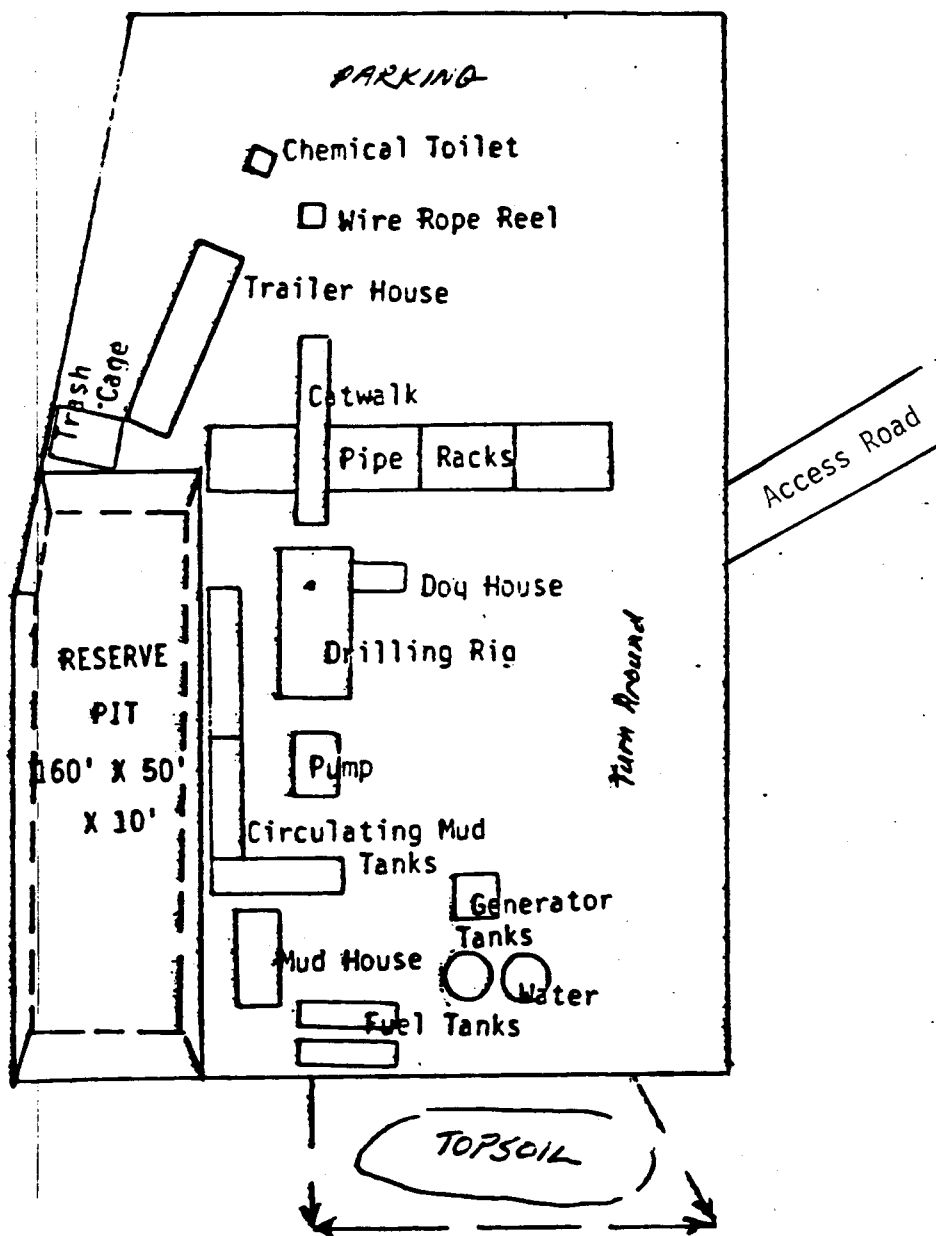 PARKING
Chemical Toilet
Wire Rope Reel
Trailer House
Trash
Cage
Catwalk
Pipe Racks
Access Road
Dog House
Drilling Rig
RESERVE
PIT
160' X 50'
X 10'
Turn Around
Pump
Circulating Mud
Tanks
Generator
Tanks
Mud House
Water
Fuel Tanks
TOPSOIL